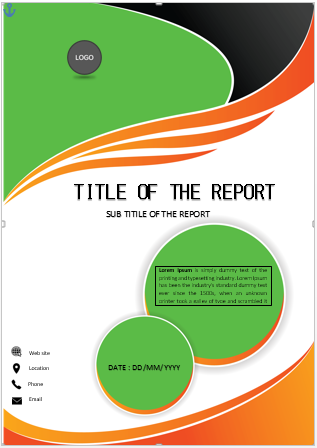 LOGO
TITLE OF THE REPORT
SUB TITILE OF THE REPORT
Lorem Ipsum is simply dummy text of the
printing and typesetting industry. Lorem Ipsum
has been the industry's standard dummy text
ever since the 1500s, when an unknown
printer took a galley of type and scrambled it
DATE : DD/MM/YYYY
Web site
Location
Phone
Email